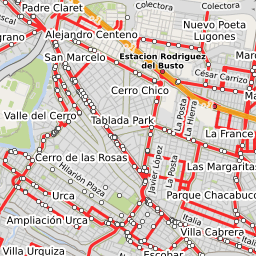 Padre Claret
Colectora
Colectora
Nuevo Poeta
Lugones
grano
Alejandro Centeno
San Marcelo
Estacion Rodriguez
del Busto
César Carrizo
Cerro Chico
La Posta
La Hierra
Valle del Cerro
Tablada Park
La France
Cerro de las Rosas
Hilarión Plaza
Javier López
La Posta
Las Margaritas
Urca
Parque Chacabuco
Ampliación Urca
Italia
Italia
Villa Cabrera
Villa Urquiza
Escobar